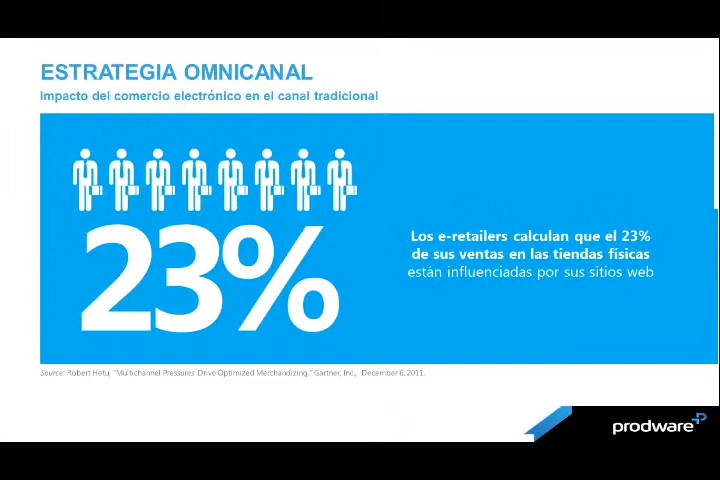 ESTRATEGIA OMNICANAL
Impacto del comercio electrónico en el canal tradicional
23%
Los e-retailers calculan que el 23%
de sus ventas en las tiendas físicas
están influenciadas por sus sitios web
Source: Robert Hetu, "Multichannel Pressures Drive Optimized Merchandizing," Gartner, Inc., December 6, 2011.
prodware